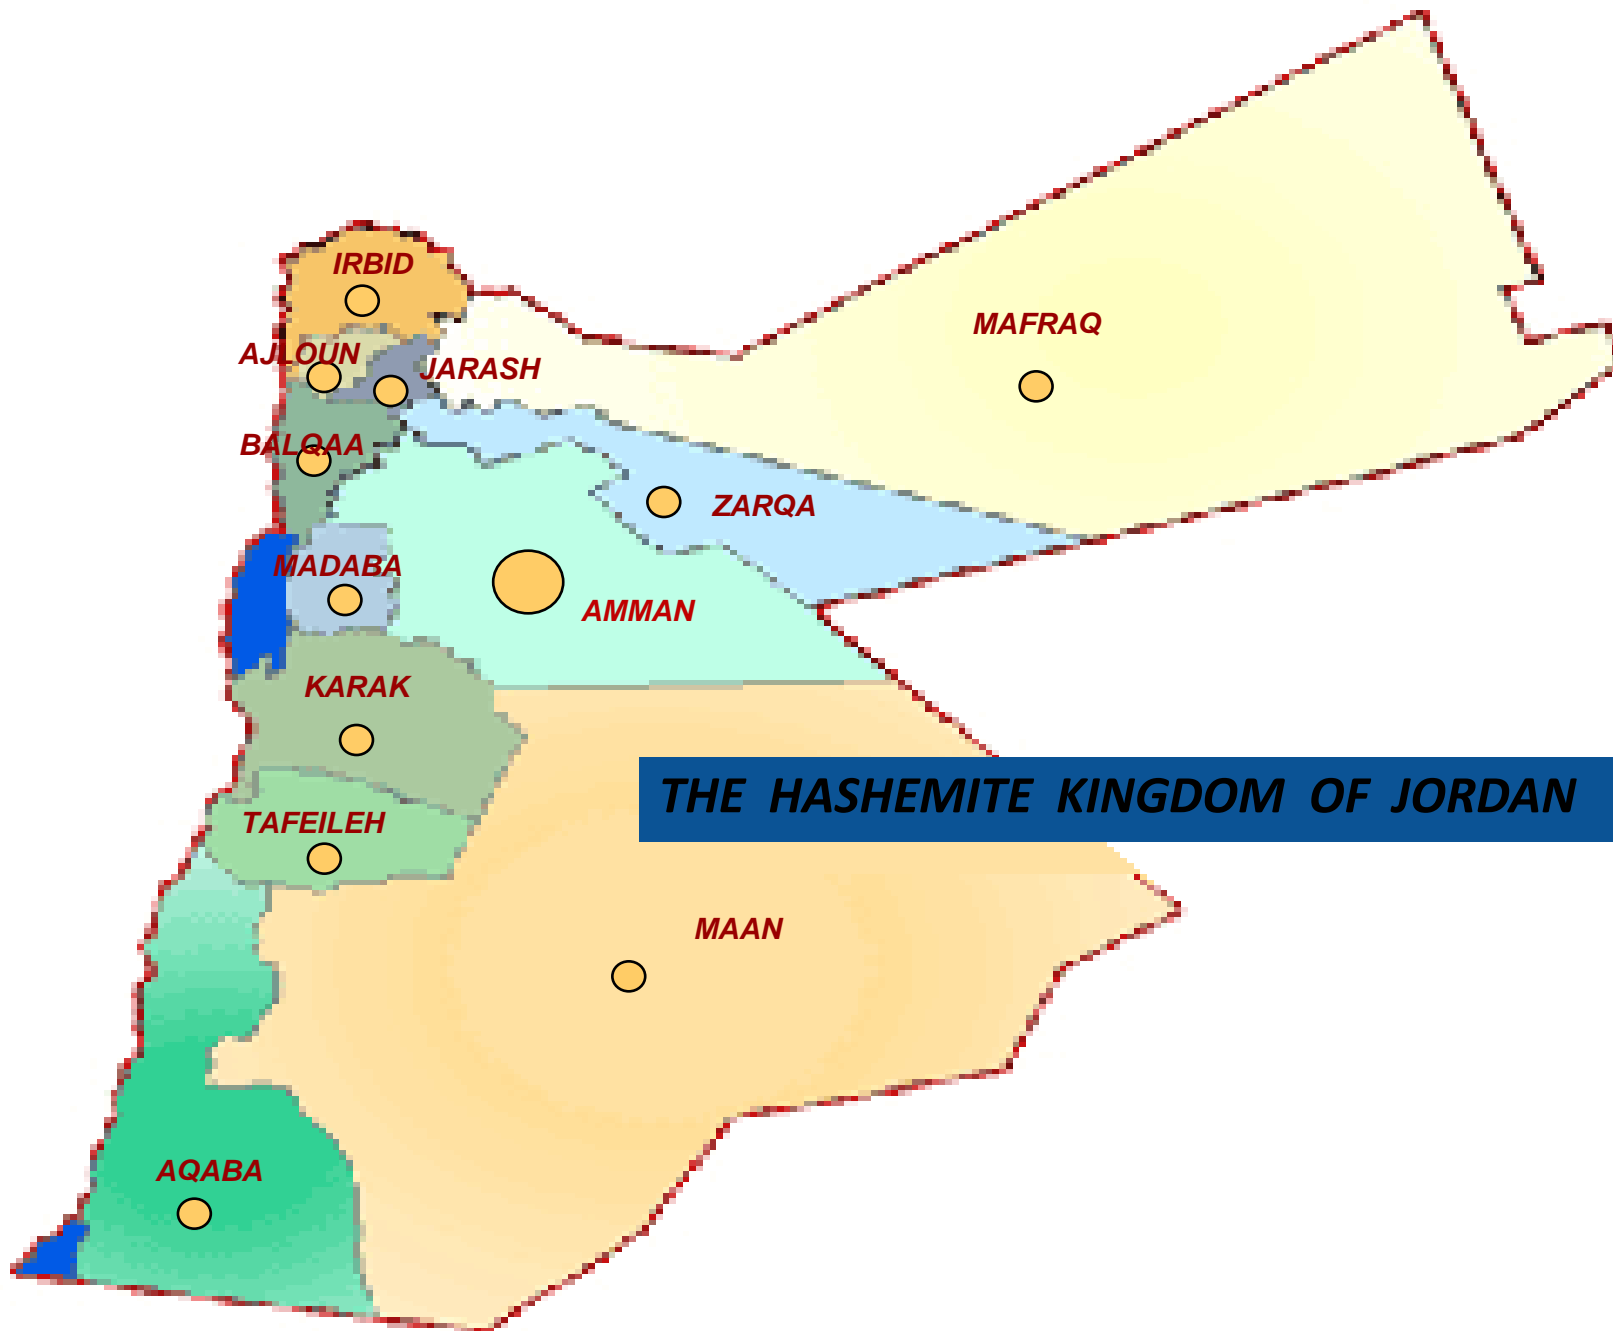 IRBID
MAFRAQ
AJLOUN
JARASH
BALQAA
ZARQA
MADABA
AMMAN
KARAK
THE HASHEMITE KINGDOM OF JORDAN
TAFEILEH
MAAN
AQABA